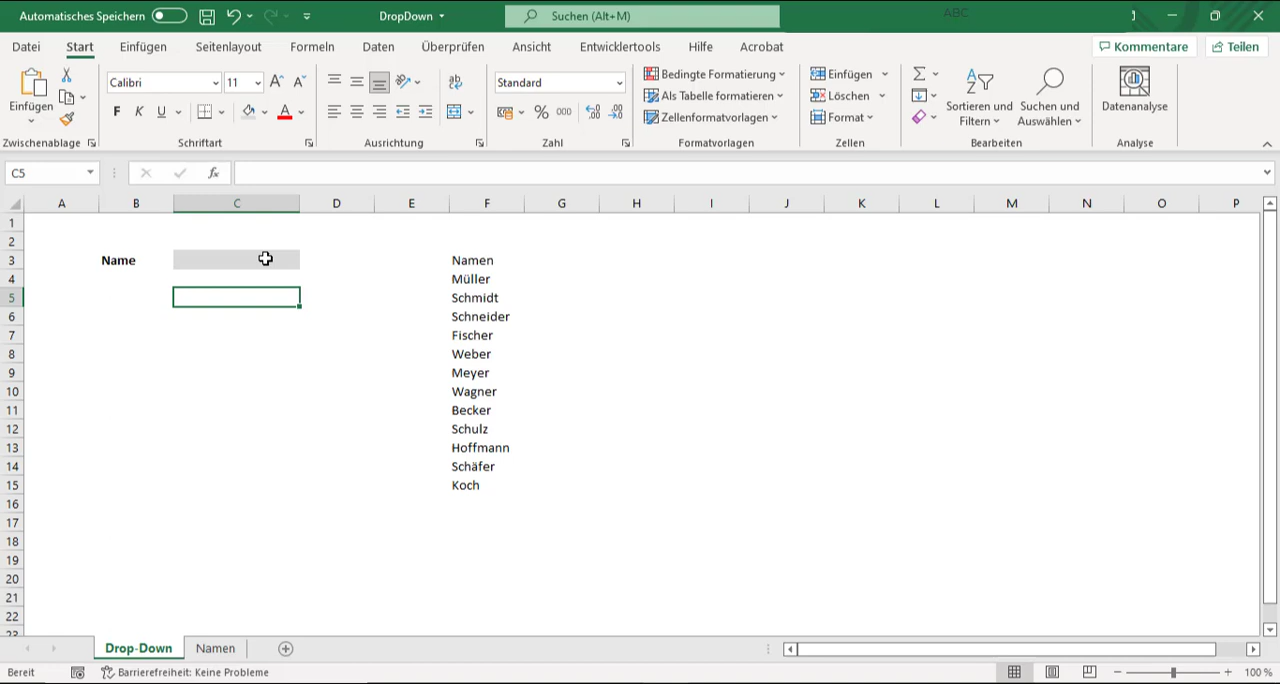 Automatisches Speichern
DropDown
Suchen (Alt+M)
ABC
Datei Start Einfügen Seitenlayout Formeln Daten Überprüfen Ansicht Entwicklertools Hilfe Acrobat Kommentare Teilen
Einfügen
Calibri 11
F K U
Standard
% 000
Bedingte Formatierung
Als Tabelle formatieren
Zellenformatvorlagen
Einfügen
Löschen
Format
Sortieren und
Filtern
Suchen und
Auswählen
Datenanalyse
Zwischenablage Schriftart Ausrichtung Zahl Formatvorlagen Zellen Bearbeiten Analyse
C5 fx
A B C D E F G H I J K L M N O P
1
2
3 Name Namen
4 Müller
5 Schmidt
6 Schneider
7 Fischer
8 Weber
9 Meyer
10 Wagner
11 Becker
12 Schulz
13 Hoffmann
14 Schäfer
15 Koch
16
17
18
19
20
21
22
23
Drop-Down Namen
Bereit Barrierefreiheit: Keine Probleme 100 %